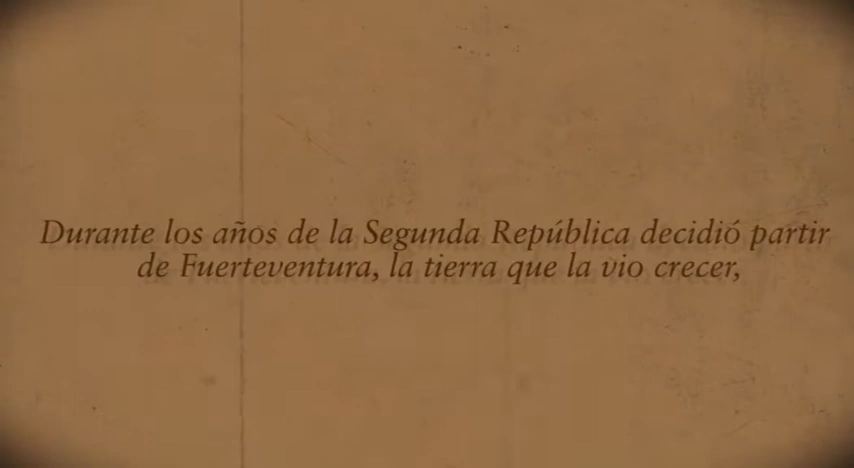 Durante los años de la Segunda República decidió partir
de Fuerteventura, la tierra que la vio crecer,